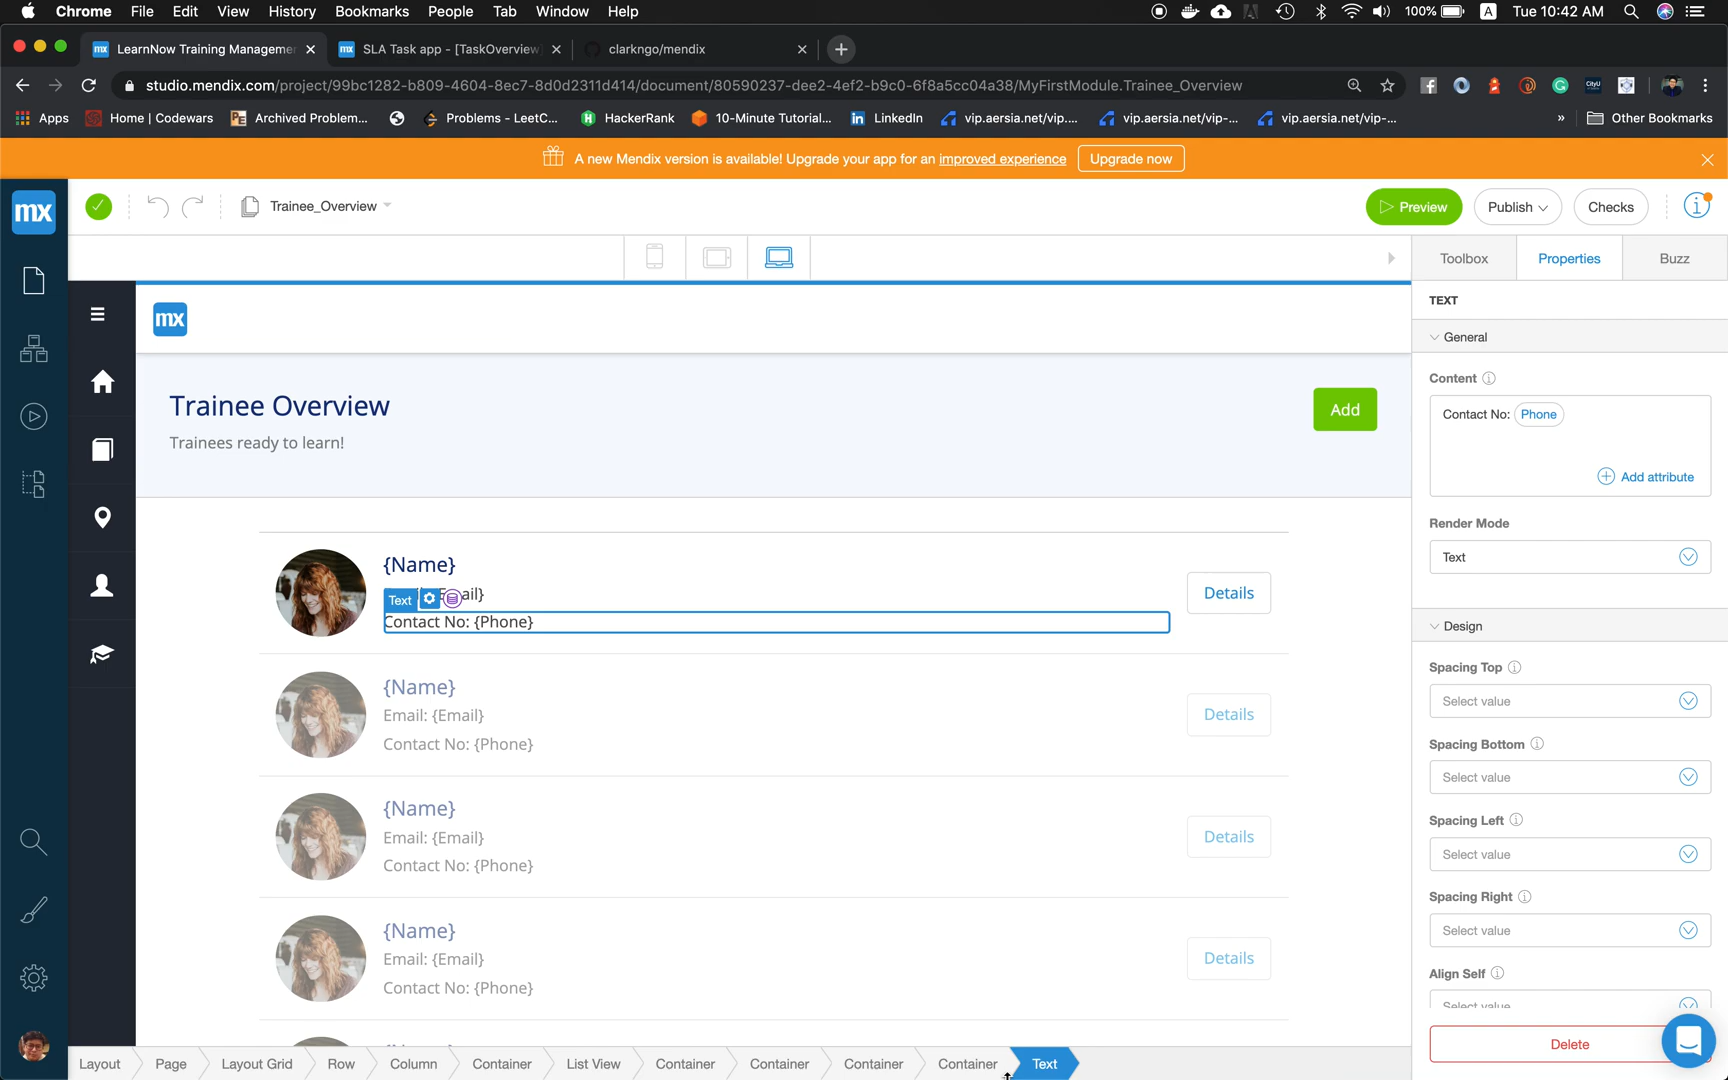 Chrome File Edit View History Bookmarks People Tab Window Help 100% A Tue 10:42 AM
mx LearnNow Training Manageme mx SLA Task app - [TaskOverview] clarkngo/mendix
studio.mendix.com/project/99bc1282-b809-4604-8ec7-8d0d2311d414/document/80590237-dee2-4ef2-b9c0-6f8a5cc04a38/MyFirstModule.Trainee_Overview
Apps Home | Codewars Archived Problem... Problems - LeetC... HackerRank 10-Minute Tutorial... LinkedIn vip.aersia.net/vip.... vip.aersia.net/vip-... vip.aersia.net/vip-... » Other Bookmarks
A new Mendix version is available! Upgrade your app for an improved experience Upgrade now
mx Trainee_Overview Preview Publish Checks
Toolbox Properties Buzz
TEXT
mx
General
Trainee Overview
Trainees ready to learn!
Add
Content
Contact No: Phone
Add attribute
Render Mode
Text
{Name}
Text ail}
Contact No: {Phone}
Details
{Name}
Email: {Email}
Contact No: {Phone}
Details
{Name}
Email: {Email}
Contact No: {Phone}
Details
{Name}
Email: {Email}
Contact No: {Phone}
Details
Design
Spacing Top
Select value
Spacing Bottom
Select value
Spacing Left
Select value
Spacing Right
Select value
Align Self
Select value
Delete
Layout Page Layout Grid Row Column Container List View Container Container Container Container Text